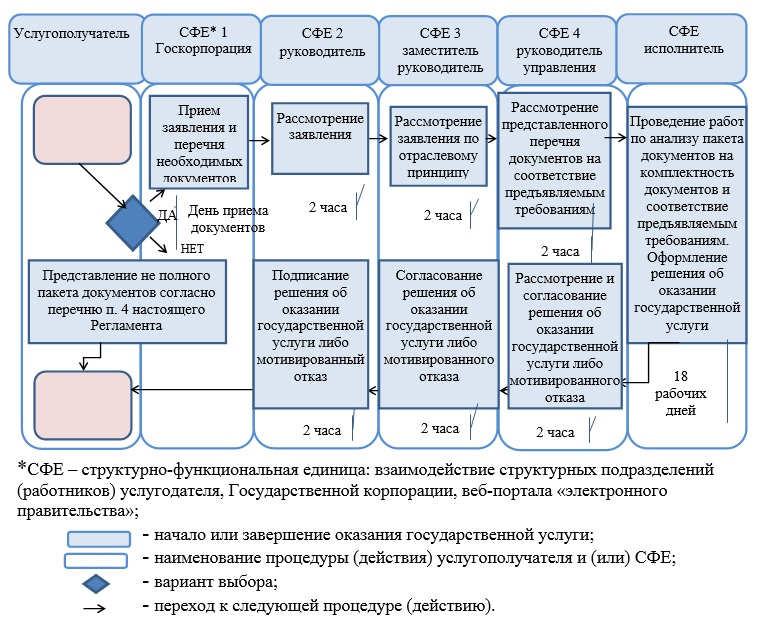 Услугополучатель
СФЕ* 1
Госкорпорация
СФЕ 2
руководитель
СФЕ 3
заместитель
руководитель
СФЕ 4
руководитель
управления
СФЕ
исполнитель
Прием
заявления и
перечня
необходимых
документов
Рассмотрение
заявления
Рассмотрение
заявления по
отраслевому
принципу
Рассмотрение
представленного
перечня
документов на
соответствие
предъявляемым
требованиям
Проведение работ
по анализу пакета
документов на
комплектность
документов и
соответствие
предъявляемым
требованиям.
Оформление
решения об
оказании
государственной
услуги
ДА
День приема
документов
НЕТ
2 часа
2 часа
2 часа
Представление не полного
пакета документов согласно
перечню п. 4 настоящего
Регламента
Подписание
решения об
оказании
государственной
услуги либо
мотивированный
отказ
Согласование
решения об
оказании
государственной
услуги либо
мотивированного
отказа
Рассмотрение и
согласование
решения об
оказании
государственной
услуги либо
мотивированного
отказа
18
рабочих
дней
2 часа
2 часа
2 часа
*СФЕ – структурно-функциональная единица: взаимодействие структурных подразделений
(работников) услугодателя, Государственной корпорации, веб-портала «электронного
правительства»;
- начало или завершение оказания государственной услуги;
- наименование процедуры (действия) услугополучателя и (или) СФЕ;
- вариант выбора;
- переход к следующей процедуре (действию).